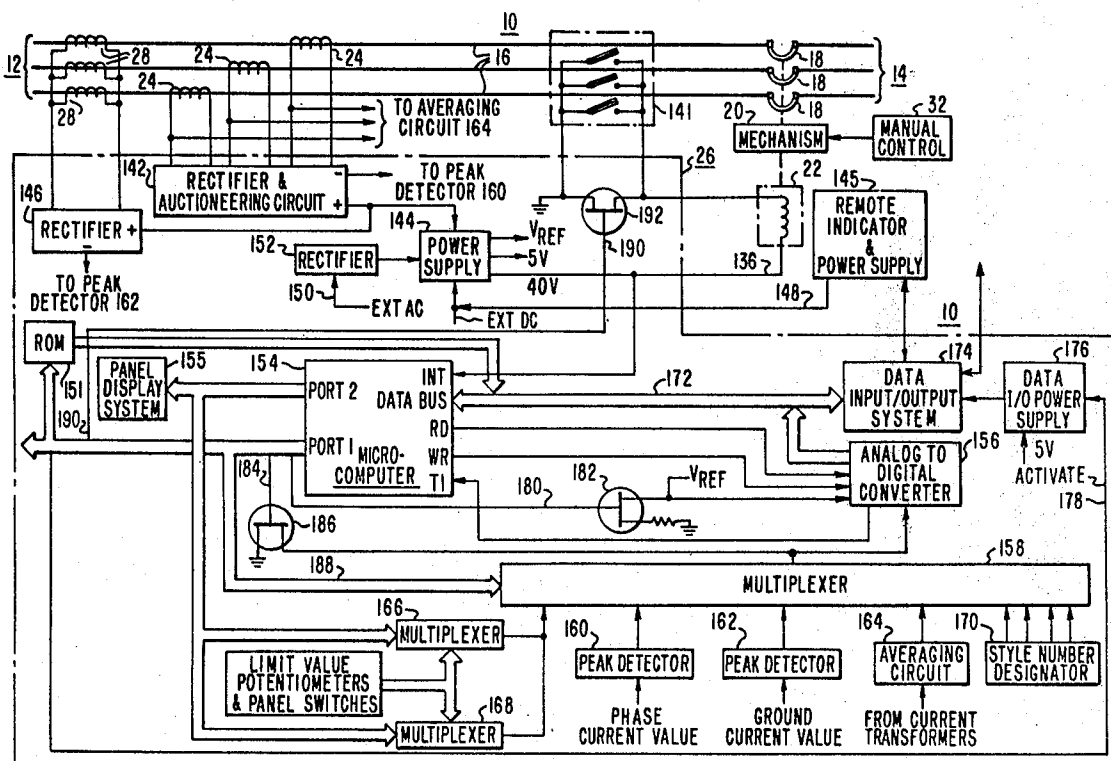 10
12
28
24
24
24
16
28
18
18
18
14
141
TO AVERAGING
CIRCUIT 164
20
MECHANISM
32
MANUAL
CONTROL
142
RECTIFIER &
AUCTIONEERING CIRCUIT
-
+
TO PEAK
DETECTOR 160
26
22
145
REMOTE
INDICATOR
&
POWER SUPPLY
146
RECTIFIER +
-
TO PEAK
DETECTOR 162
144
POWER
SUPPLY
VREF
5V
40V
152
RECTIFIER
150
EXT AC
EXT DC
192
190
136
148
10
ROM
151
190
155
PANEL
DISPLAY
SYSTEM
154
PORT 2
PORT 1
MICRO-
COMPUTER
INT
DATA BUS
RD
WR
T1
172
174
DATA
INPUT/OUTPUT
SYSTEM
176
DATA
I/O POWER
SUPPLY
5V
ACTIVATE
178
156
ANALOG TO
DIGITAL
CONVERTER
184
186
180
182
VREF
188
158
MULTIPLEXER
166
MULTIPLEXER
LIMIT VALUE
POTENTIOMETERS
& PANEL SWITCHES
168
MULTIPLEXER
160
PEAK DETECTOR
PHASE
CURRENT VALUE
162
PEAK DETECTOR
GROUND
CURRENT VALUE
164
AVERAGING
CIRCUIT
FROM CURRENT
TRANSFORMERS
170
STYLE NUMBER
DESIGNATOR